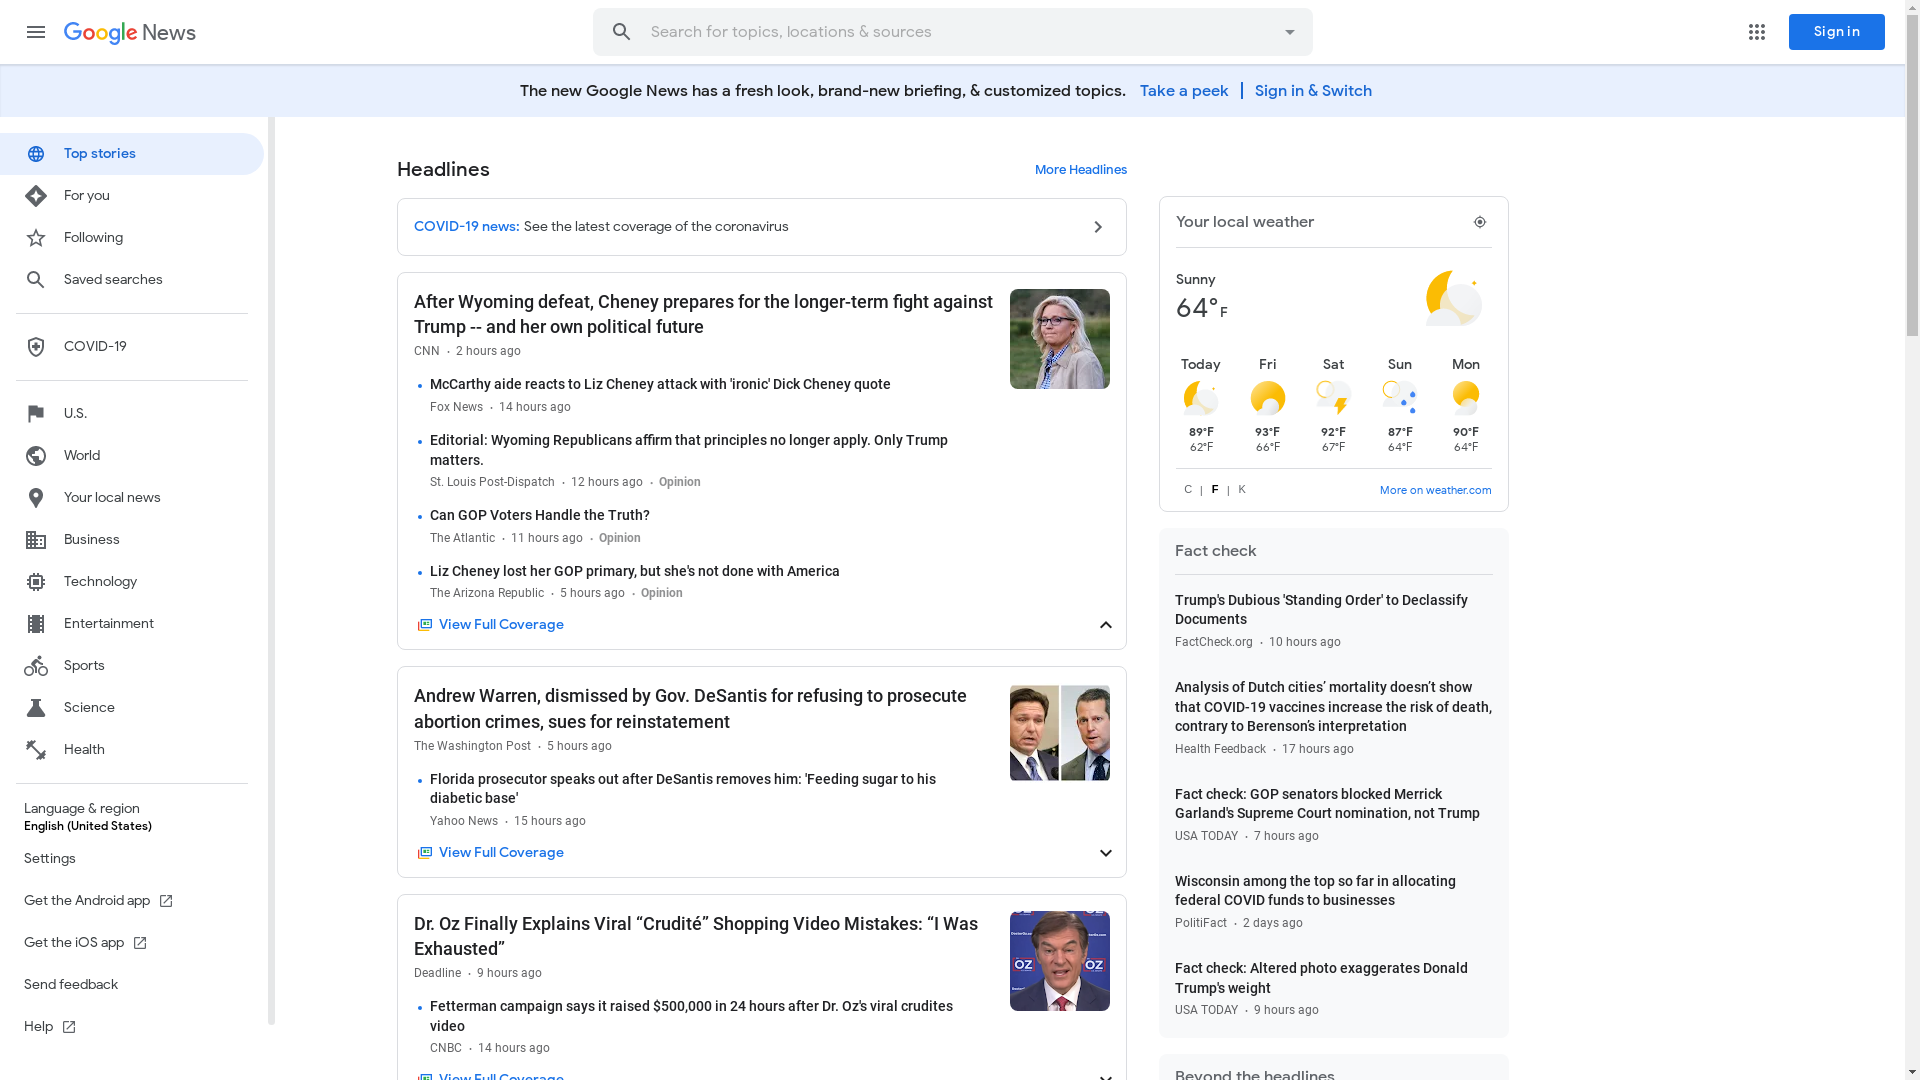 Google News
Search for topics, locations & sources
Sign in
The new Google News has a fresh look, brand-new briefing, & customized topics. Take a peek | Sign in & Switch
Top stories
For you
Following
Saved searches
COVID-19
U.S.
World
Your local news
Business
Technology
Entertainment
Sports
Science
Health
Language & region
English (United States)
Settings
Get the Android app
Get the iOS app
Send feedback
Help
Headlines
More Headlines
COVID-19 news: See the latest coverage of the coronavirus
After Wyoming defeat, Cheney prepares for the longer-term fight against
Trump -- and her own political future
CNN · 2 hours ago
McCarthy aide reacts to Liz Cheney attack with 'ironic' Dick Cheney quote
Fox News · 14 hours ago
Editorial: Wyoming Republicans affirm that principles no longer apply. Only Trump
matters.
St. Louis Post-Dispatch · 12 hours ago · Opinion
Can GOP Voters Handle the Truth?
The Atlantic · 11 hours ago · Opinion
Liz Cheney lost her GOP primary, but she's not done with America
The Arizona Republic · 5 hours ago · Opinion
View Full Coverage
Andrew Warren, dismissed by Gov. DeSantis for refusing to prosecute
abortion crimes, sues for reinstatement
The Washington Post · 5 hours ago
Florida prosecutor speaks out after DeSantis removes him: 'Feeding sugar to his
diabetic base'
Yahoo News · 15 hours ago
View Full Coverage
Dr. Oz Finally Explains Viral “Crudité” Shopping Video Mistakes: “I Was
Exhausted”
Deadline · 9 hours ago
OZ OZ
Fetterman campaign says it raised $500,000 in 24 hours after Dr. Oz's viral crudites
video
CNBC · 14 hours ago
View Full Coverage
Your local weather
Sunny
64°F
Today Fri Sat Sun Mon
89°F 93°F 92°F 87°F 90°F
62°F 66°F 67°F 64°F 64°F
C | F | K
More on weather.com
Fact check
Trump's Dubious 'Standing Order' to Declassify
Documents
FactCheck.org · 10 hours ago
Analysis of Dutch cities’ mortality doesn’t show
that COVID-19 vaccines increase the risk of death,
contrary to Berenson’s interpretation
Health Feedback · 17 hours ago
Fact check: GOP senators blocked Merrick
Garland's Supreme Court nomination, not Trump
USA TODAY · 7 hours ago
Wisconsin among the top so far in allocating
federal COVID funds to businesses
PolitiFact · 2 days ago
Fact check: Altered photo exaggerates Donald
Trump's weight
USA TODAY · 9 hours ago
Beyond the headlines